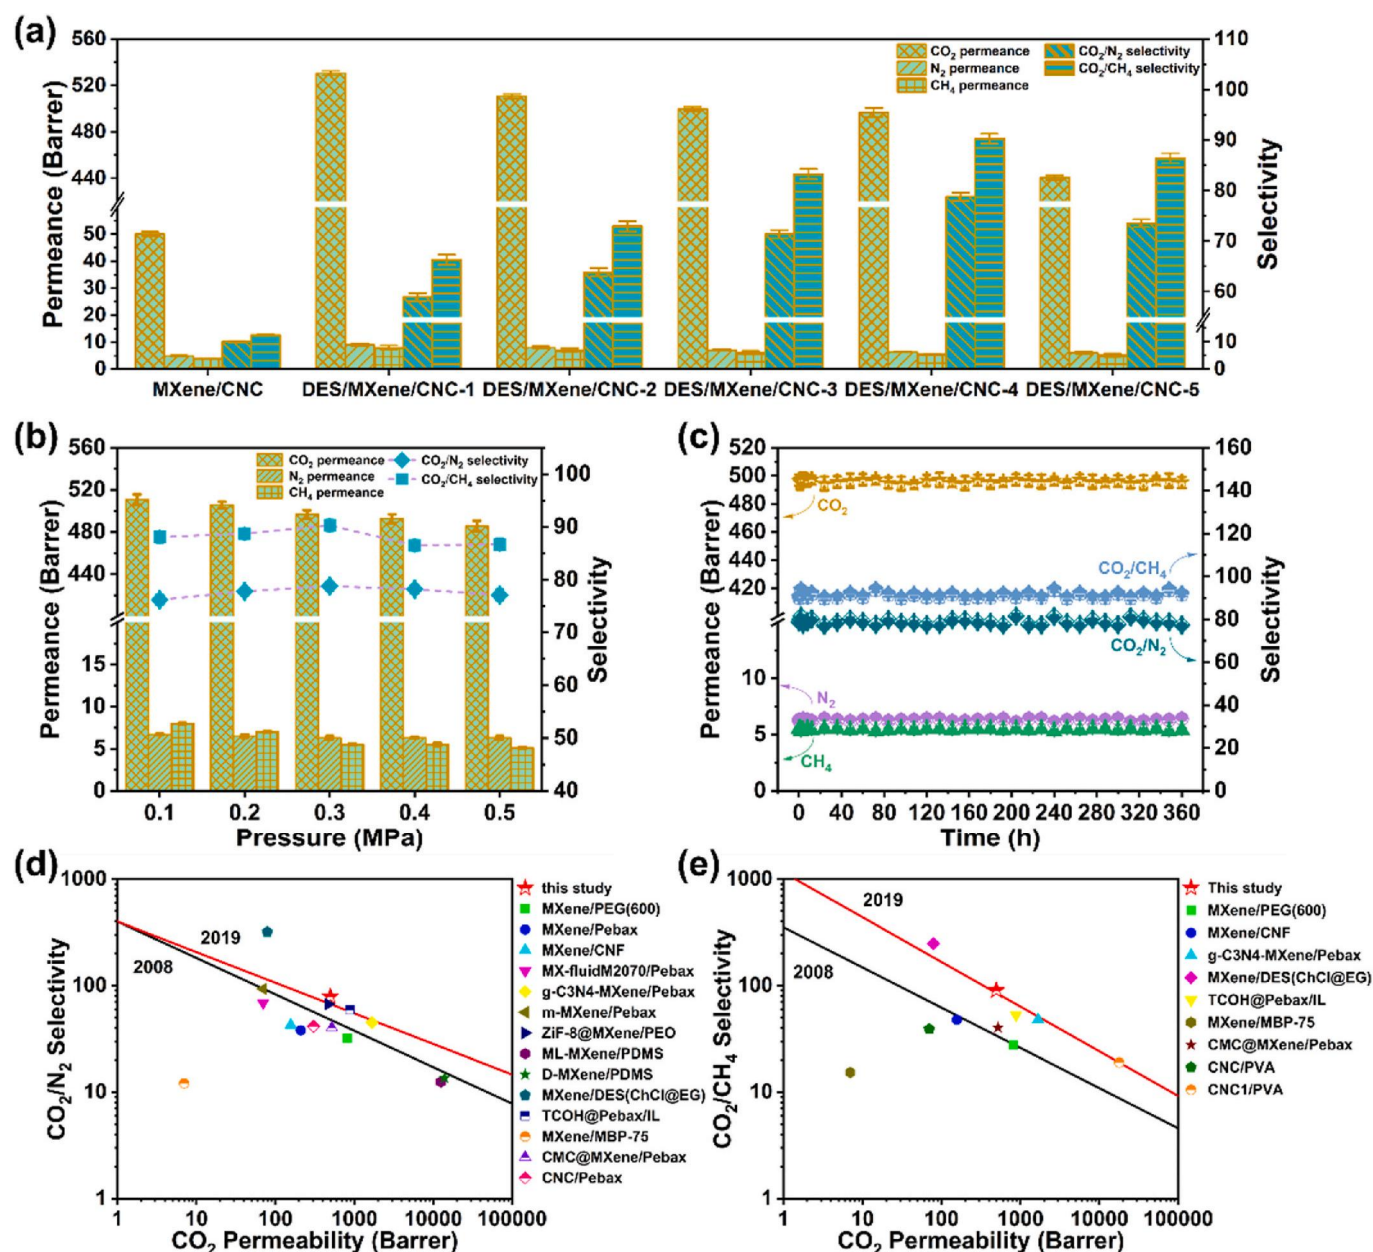 (a)
560
520
480
440
50
40
30
20
10
0
Permeance (Barrer)
CO₂ permeance
N₂ permeance
CH₄ permeance
CO₂/N₂ selectivity
CO₂/CH₄ selectivity
110
100
90
80
70
60
10
0
Selectivity
MXene/CNC DES/MXene/CNC-1 DES/MXene/CNC-2 DES/MXene/CNC-3 DES/MXene/CNC-4 DES/MXene/CNC-5
(b)
560
520
480
440
15
10
5
0
Permeance (Barrer)
CO₂ permeance
N₂ permeance
CH₄ permeance
CO₂/N₂ selectivity
CO₂/CH₄ selectivity
100
90
80
70
60
50
40
Selectivity
0.1 0.2 0.3 0.4 0.5
Pressure (MPa)
(c)
520
500
480
460
440
420
10
5
0
Permeance (Barrer)
CO₂
CO₂/CH₄
CO₂/N₂
N₂
CH₄
160
140
120
100
80
60
40
20
0
Selectivity
0 40 80 120 160 200 240 280 320 360
Time (h)
(d)
1000
100
10
1
CO₂/N₂ Selectivity
2019
2008
1 10 100 1000 10000 100000
CO₂ Permeability (Barrer)
this study
MXene/PEG(600)
MXene/Pebax
MXene/CNF
MX-fluidM2070/Pebax
g-C3N4-MXene/Pebax
m-MXene/Pebax
ZiF-8@MXene/PEO
ML-MXene/PDMS
D-MXene/PDMS
MXene/DES(ChCl@EG)
TCOH@Pebax/IL
MXene/MBP-75
CMC@MXene/Pebax
CNC/Pebax
(e)
1000
100
10
1
CO₂/CH₄ Selectivity
2019
2008
1 10 100 1000 10000 100000
CO₂ Permeability (Barrer)
This study
MXene/PEG(600)
MXene/CNF
g-C3N4-MXene/Pebax
MXene/DES(ChCl@EG)
TCOH@Pebax/IL
MXene/MBP-75
CMC@MXene/Pebax
CNC/PVA
CNC1/PVA